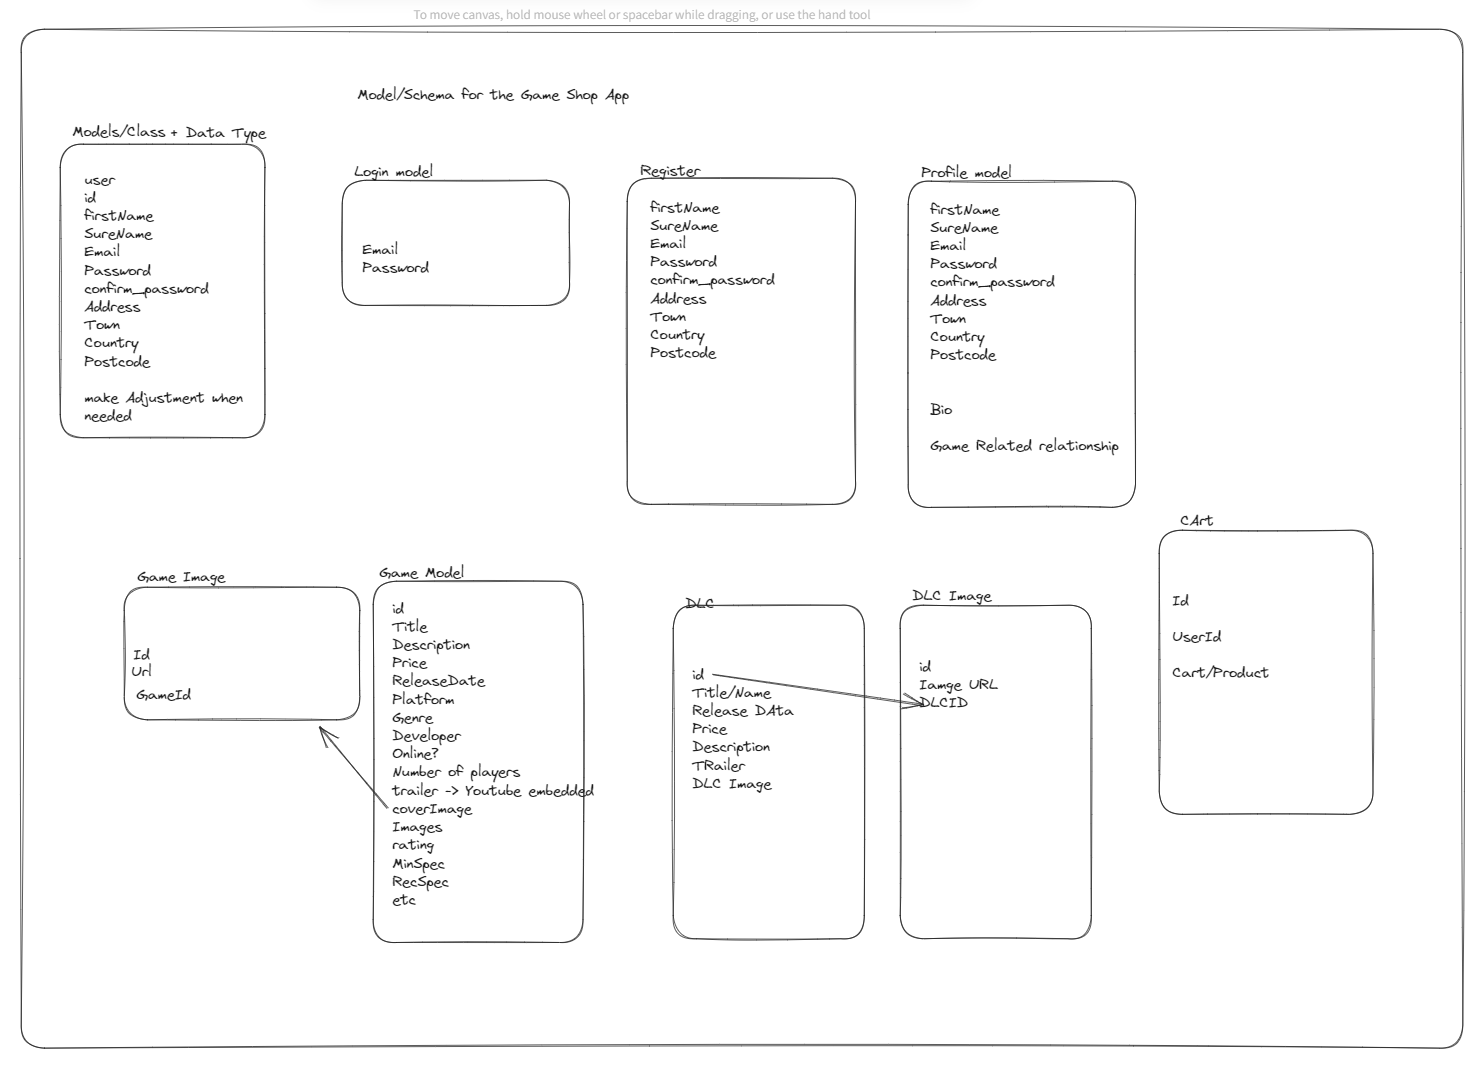 To move canvas, hold mouse wheel or spacebar while dragging, or use the hand tool
Model/Schema for the Game Shop App
Models/Class + Data Type
user
id
firstName
SureName
Email
Password
confirm_password
Address
Town
Country
Postcode
make Adjustment when
needed
Login model
Email
Password
Register
firstName
SureName
Email
Password
confirm_password
Address
Town
Country
Postcode
Profile model
firstName
SureName
Email
Password
confirm_password
Address
Town
Country
Postcode
Bio
Game Related relationship
Game Image
Id
Url
GameId
Game Model
id
Title
Description
Price
ReleaseDate
Platform
Genre
Developer
Online?
Number of players
trailer -> Youtube embedded
coverImage
Images
rating
MinSpec
RecSpec
etc
DLC
id
Title/Name
Release DAta
Price
Description
TRailer
DLC Image
DLC Image
id
Iamge URL
DLCID
CArt
Id
UserId
Cart/Product